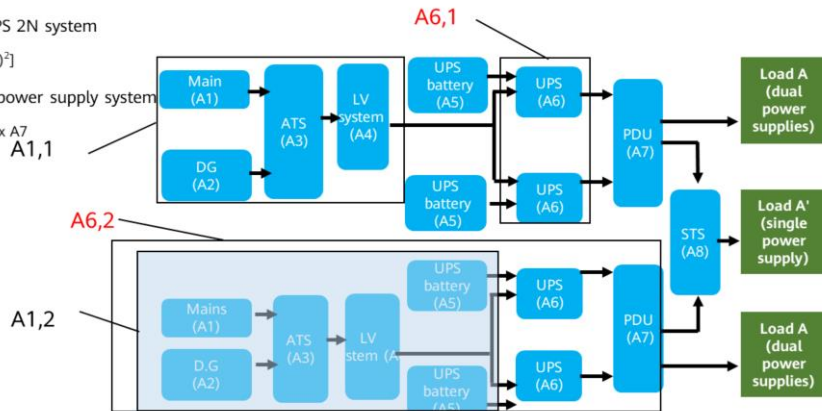 PS 2N system
)²]
power supply system
x A7
A1,1
A6,1
Main
(A1)
DG
(A2)
ATS
(A3)
LV
system
(A4)
UPS
battery
(A5)
UPS
battery
(A5)
UPS
(A6)
UPS
(A6)
PDU
(A7)
Load A
(dual
power
supplies)
STS
(A8)
Load A'
(single
power
supply)
A6,2
A1,2
Mains
(A1)
D.G
(A2)
ATS
(A3)
LV
stem (A
UPS
battery
(A5)
UPS
battery
(A5)
UPS
(A6)
UPS
(A6)
PDU
(A7)
Load A
(dual
power
supplies)